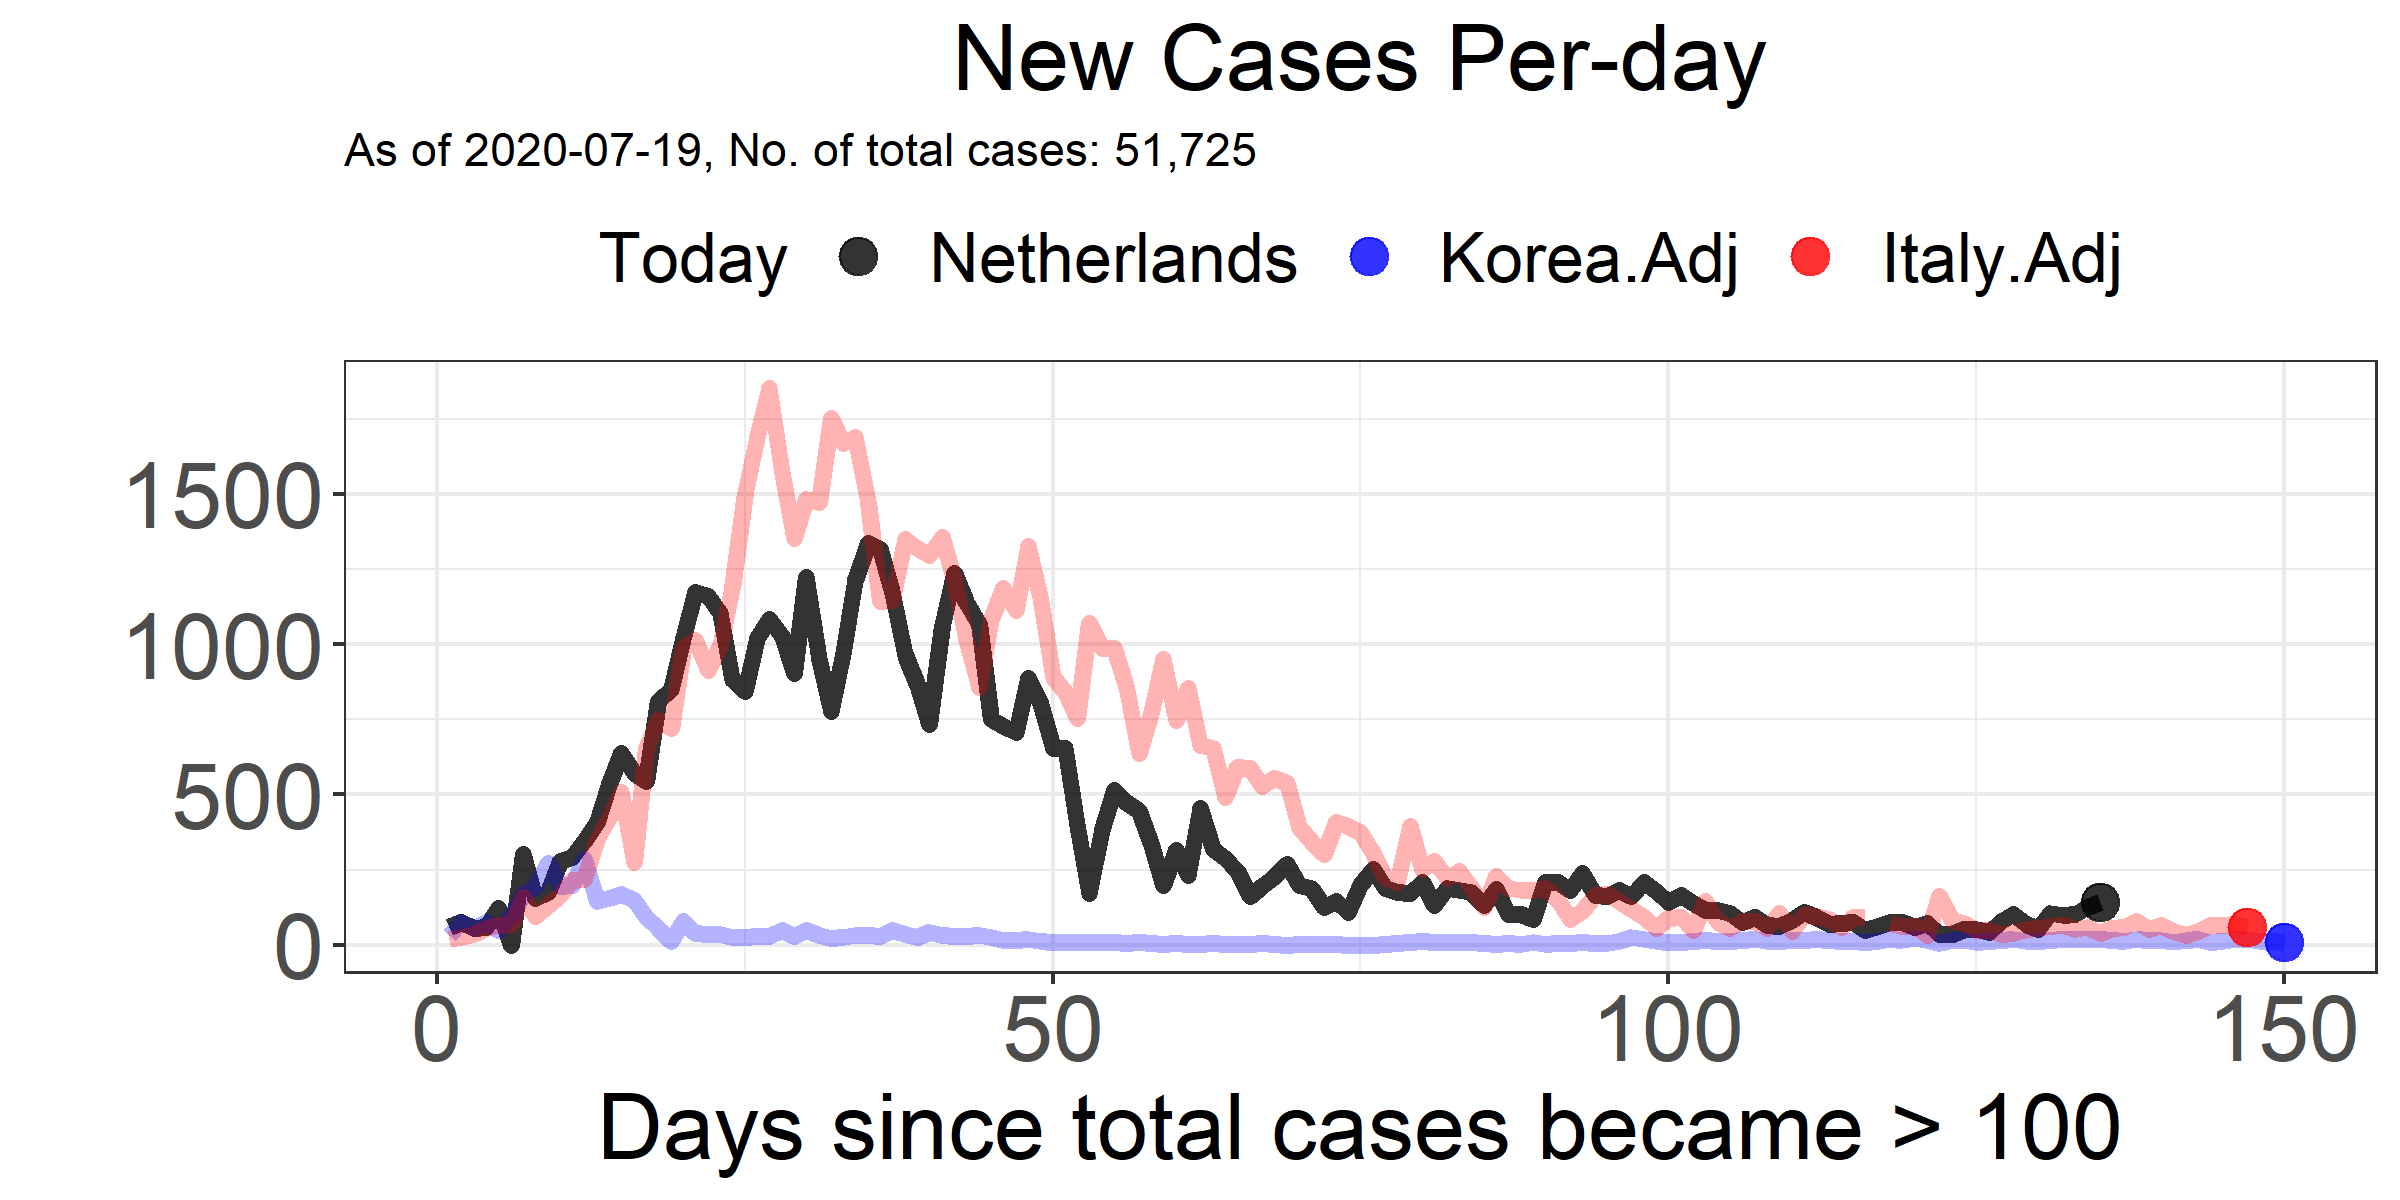 New Cases Per-day
As of 2020-07-19, No. of total cases: 51,725
Today Netherlands Korea.Adj Italy.Adj
1500
1000
500
0
0 50 100 150
Days since total cases became > 100